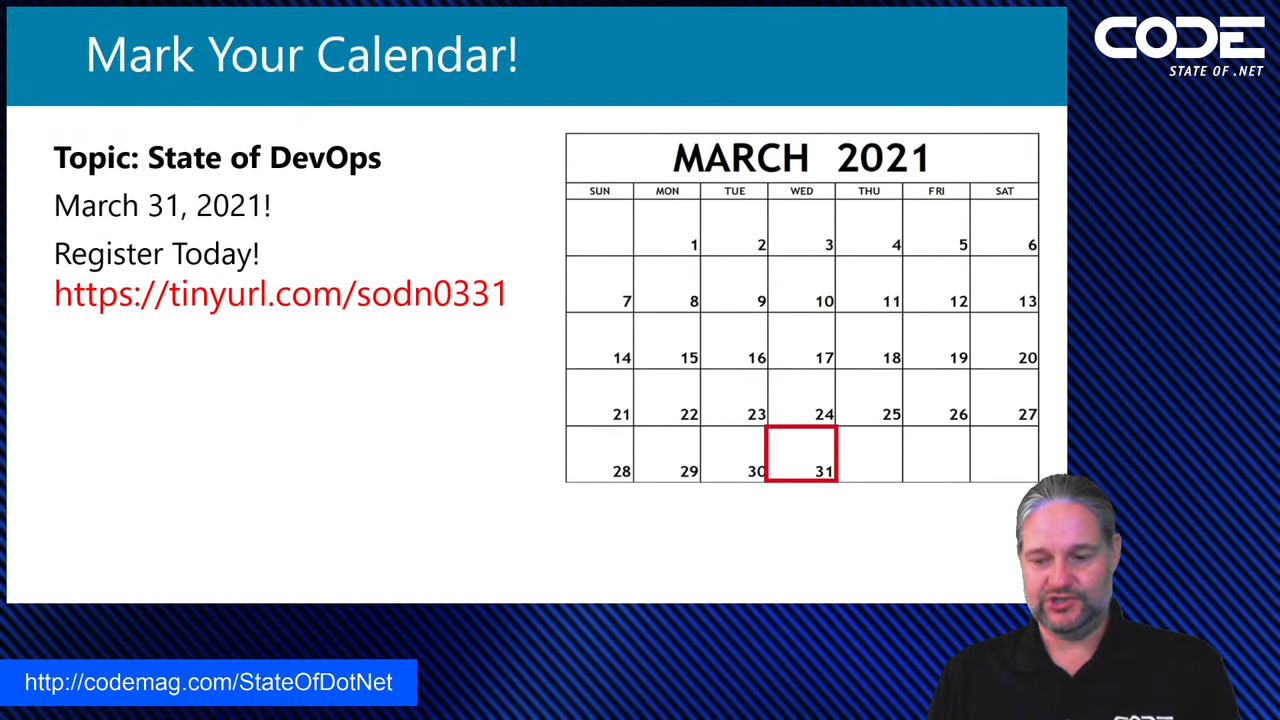 Mark Your Calendar!
CODE
STATE OF .NET
Topic: State of DevOps
March 31, 2021!
Register Today!
https://tinyurl.com/sodn0331
MARCH 2021
SUN MON TUE WED THU FRI SAT
1 2 3 4 5 6
7 8 9 10 11 12 13
14 15 16 17 18 19 20
21 22 23 24 25 26 27
28 29 30 31
http://codemag.com/StateOfDotNet
CODE